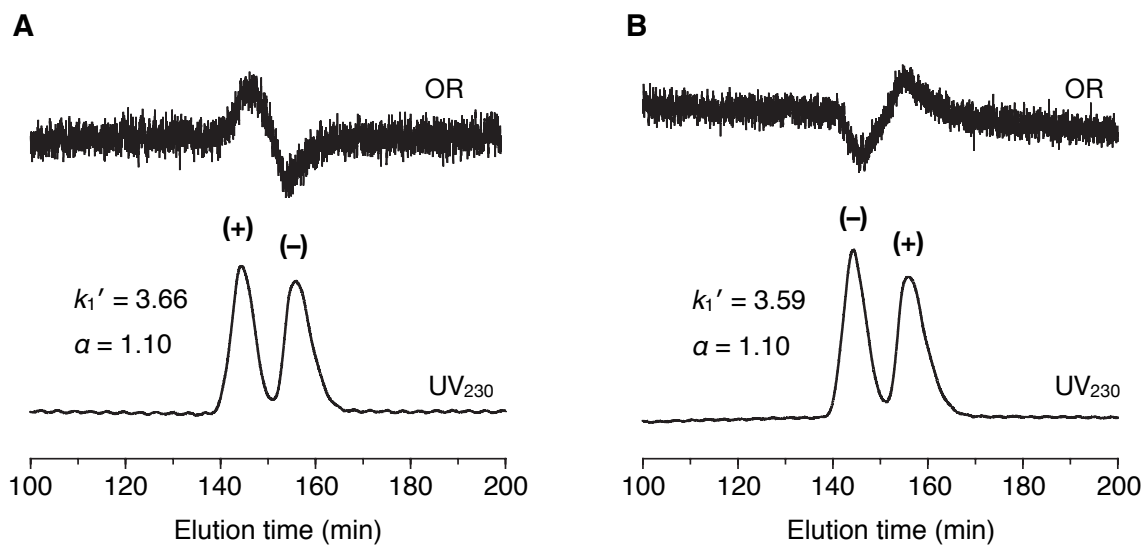 A
OR
(+)
(–)
k₁′ = 3.66
α = 1.10
UV₂₃₀
100 120 140 160 180 200
Elution time (min)
B
OR
(–)
(+)
k₁′ = 3.59
α = 1.10
UV₂₃₀
100 120 140 160 180 200
Elution time (min)